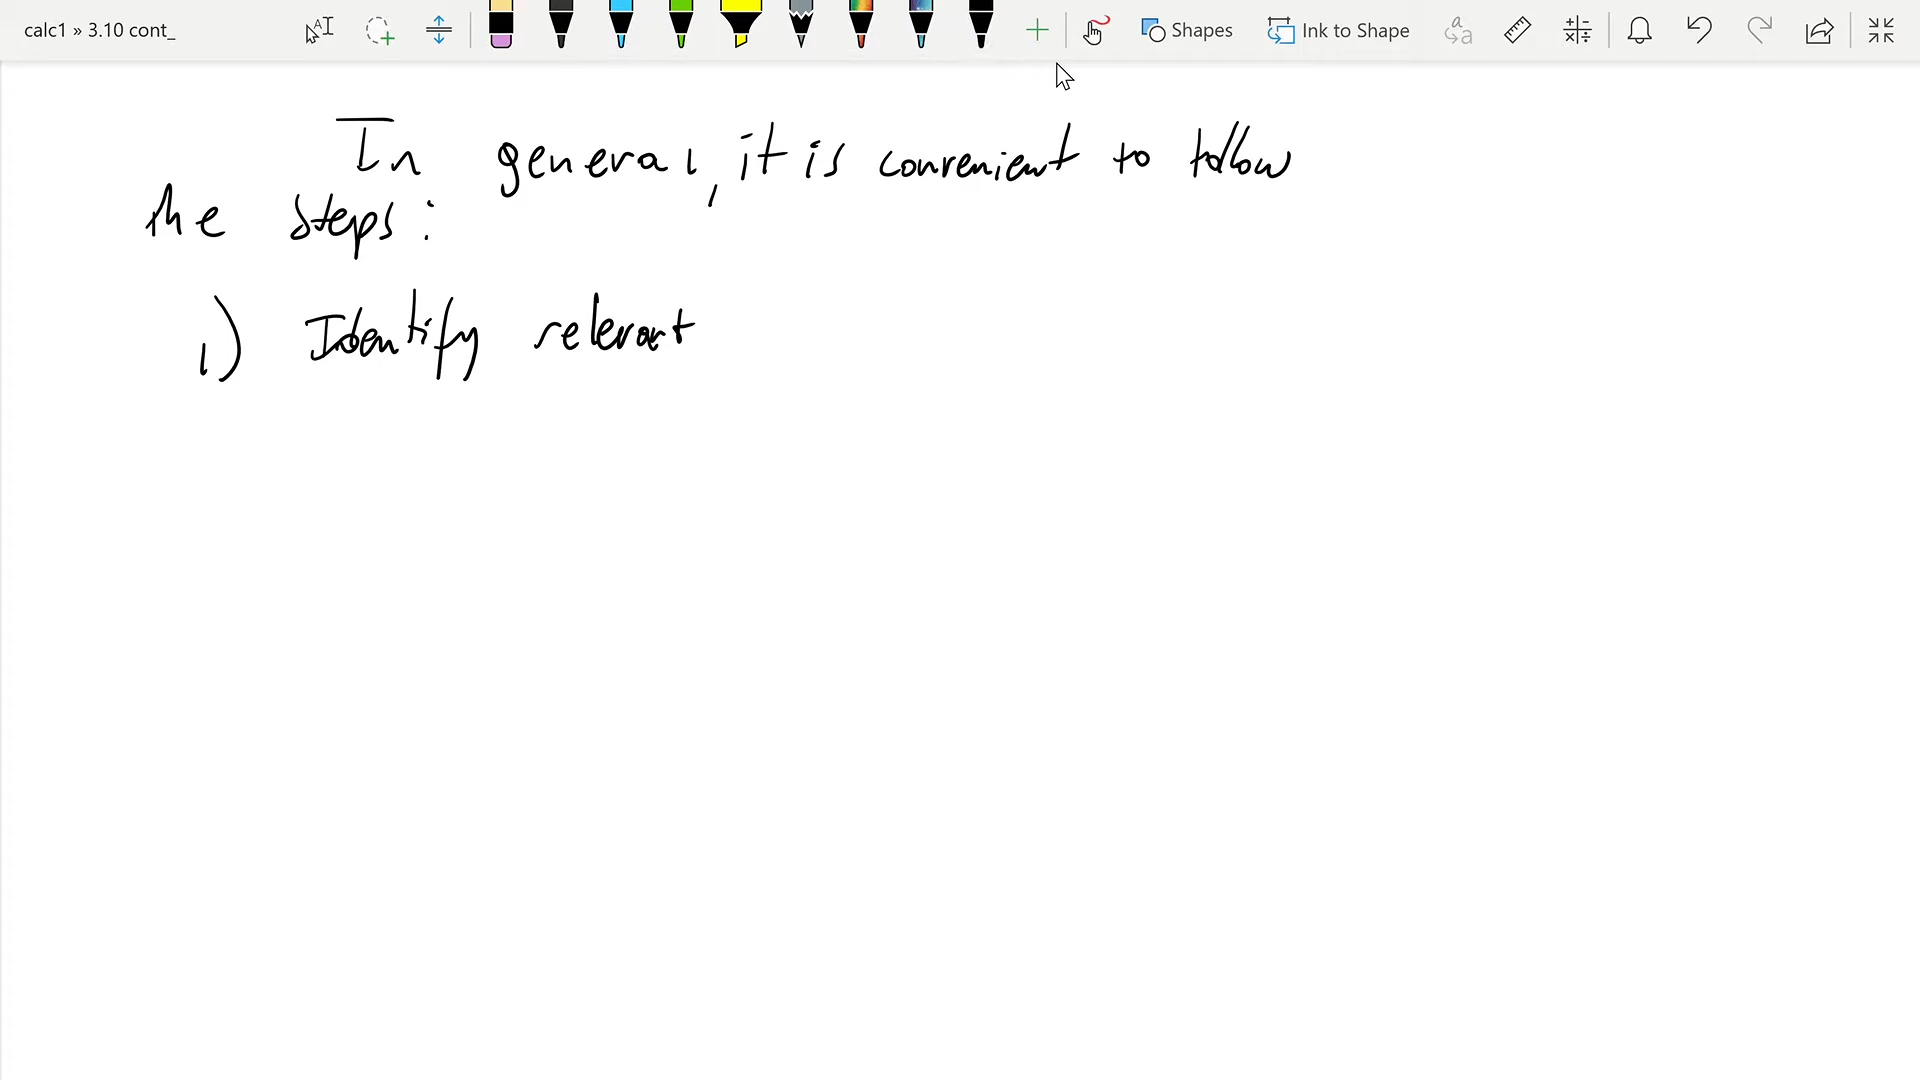 calc1 » 3.10 cont_
Shapes
Ink to Shape
In general, it is convenient to follow
the steps:
1) Identify relevant